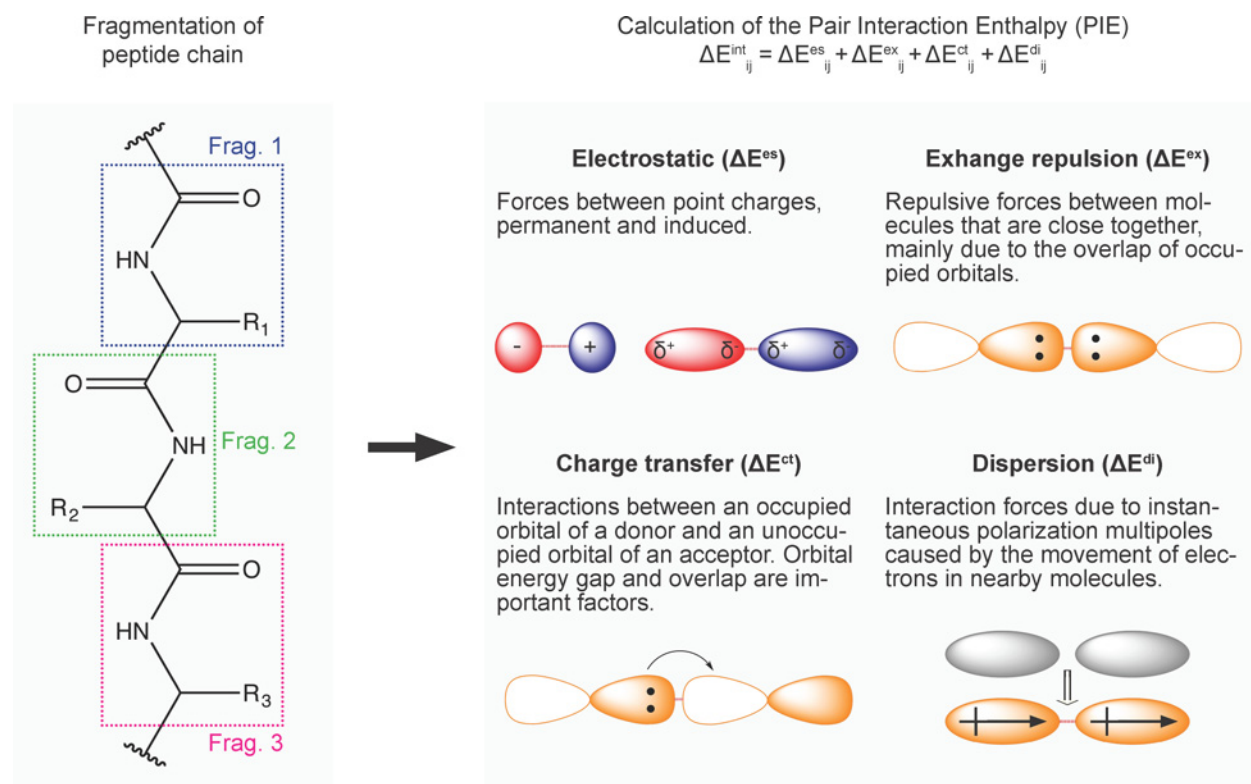 Fragmentation of
peptide chain
Calculation of the Pair Interaction Enthalpy (PIE)
ΔE^int_ij = ΔE^es_ij + ΔE^ex_ij + ΔE^ct_ij + ΔE^di_ij
Frag. 1
O
HN
R1
O
NH
Frag. 2
R2
O
HN
R3
Frag. 3
Electrostatic (ΔE^es)
Forces between point charges,
permanent and induced.
- +
δ+ δ- δ+ δ-
Exhange repulsion (ΔE^ex)
Repulsive forces between mol-
ecules that are close together,
mainly due to the overlap of occu-
pied orbitals.
Charge transfer (ΔE^ct)
Interactions between an occupied
orbital of a donor and an unoccu-
pied orbital of an acceptor. Orbital
energy gap and overlap are im-
portant factors.
Dispersion (ΔE^di)
Interaction forces due to instan-
taneous polarization multipoles
caused by the movement of elec-
trons in nearby molecules.